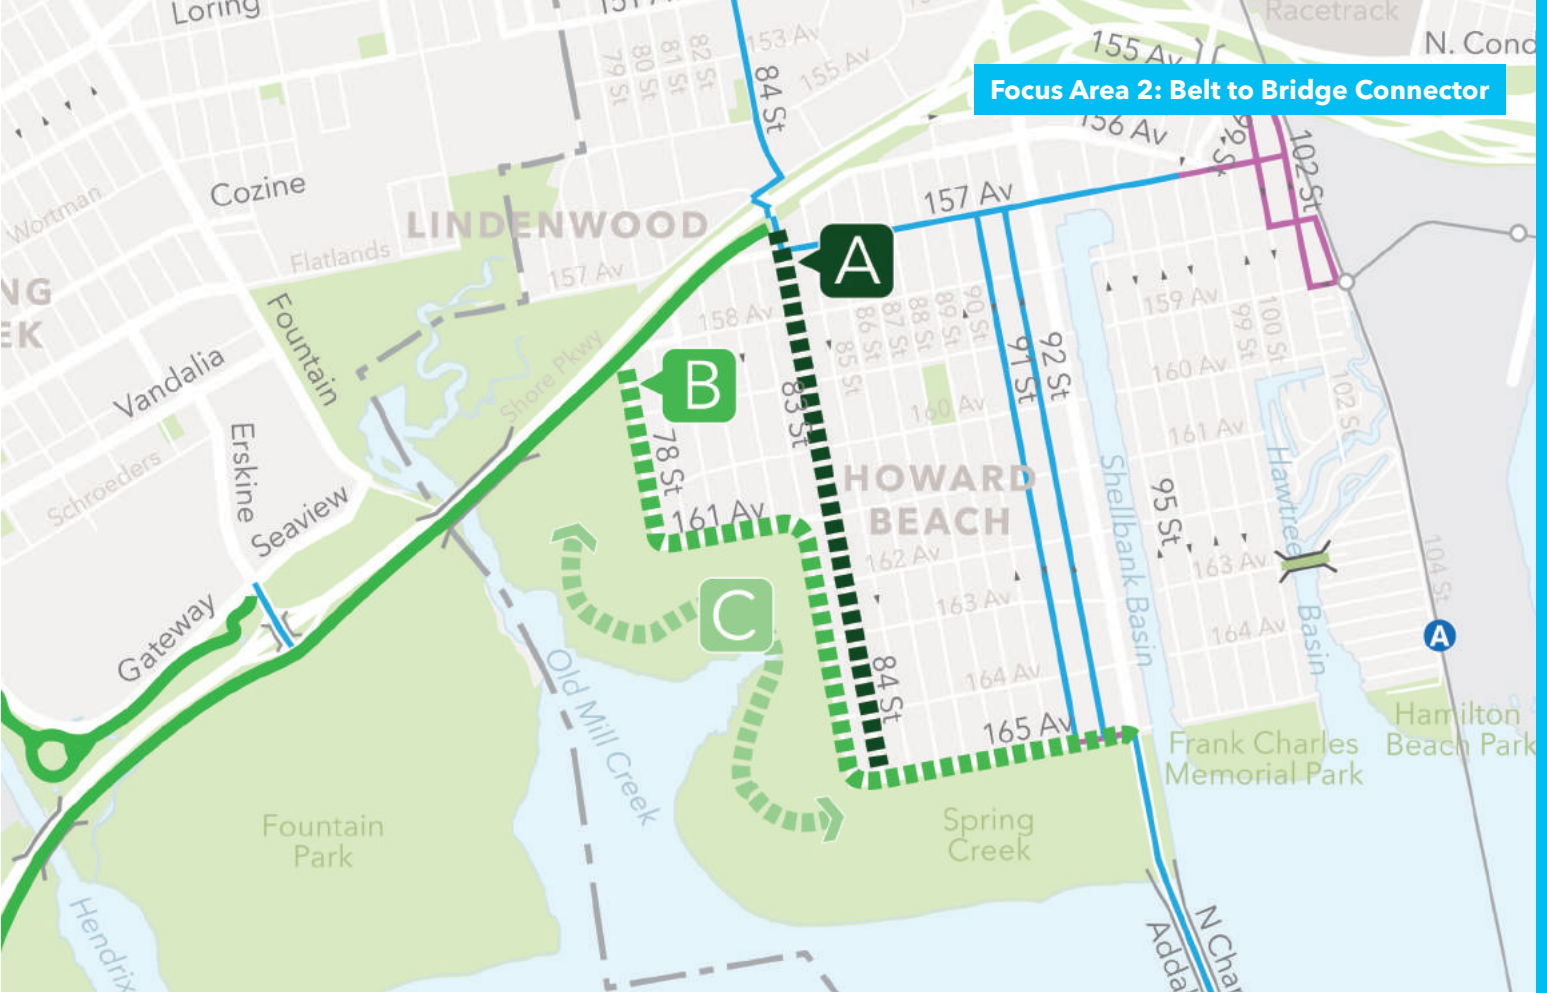 Loring
153 Av
155 Av
Racetrack
155 Av
N. Cond
79 St
80 St
81 St
82 St
84 St
Focus Area 2: Belt to Bridge Connector
156 Av
102 St
Cozine
Wortman
LINDENWOOD
157 Av
Flatlands
157 Av
A
NG
EK
Fountain
158 Av
159 Av
86 St
87 St
88 St
89 St
90 St
99 St
100 St
Shore Pkwy
Vandalia
B
85 St
91 St
92 St
160 Av
102 St
83 St
160 Av
Erskine
78 St
161 Av
Schroeders
HOWARD
BEACH
Shellbank Basin
95 St
Hawtree
Basin
Seaview
161 Av
162 Av
163 Av
104 St
Gateway
C
163 Av
164 Av
A
Old Mill Creek
84 St
164 Av
165 Av
Hamilton
Beach Park
Frank Charles
Memorial Park
Fountain
Park
Spring
Creek
Hendrix
N Char
Adda